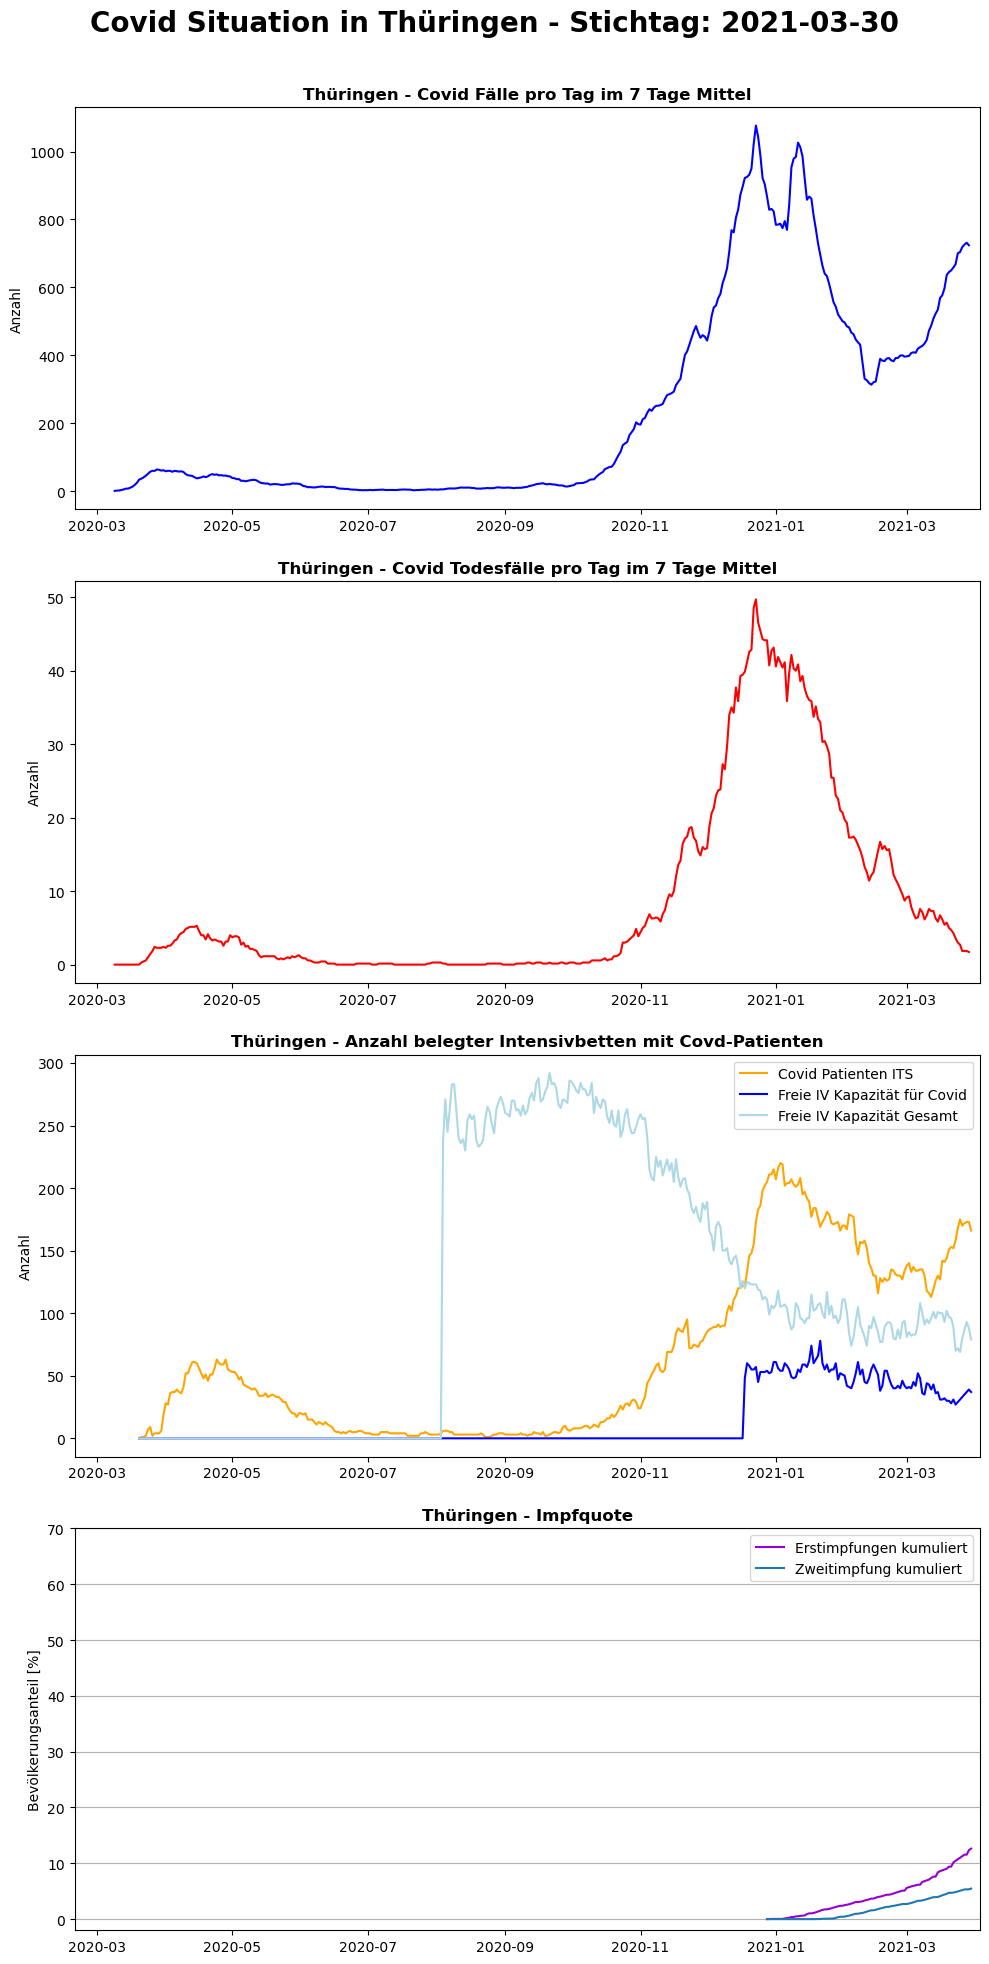 Covid Situation in Thüringen - Stichtag: 2021-03-30
Thüringen - Covid Fälle pro Tag im 7 Tage Mittel
Anzahl
1000
800
600
400
200
0
2020-03 2020-05 2020-07 2020-09 2020-11 2021-01 2021-03
Thüringen - Covid Todesfälle pro Tag im 7 Tage Mittel
Anzahl
50
40
30
20
10
0
2020-03 2020-05 2020-07 2020-09 2020-11 2021-01 2021-03
Thüringen - Anzahl belegter Intensivbetten mit Covd-Patienten
Anzahl
300
250
200
150
100
50
0
Covid Patienten ITS
Freie IV Kapazität für Covid
Freie IV Kapazität Gesamt
2020-03 2020-05 2020-07 2020-09 2020-11 2021-01 2021-03
Thüringen - Impfquote
Bevölkerungsanteil [%]
70
60
50
40
30
20
10
0
Erstimpfungen kumuliert
Zweitimpfung kumuliert
2020-03 2020-05 2020-07 2020-09 2020-11 2021-01 2021-03